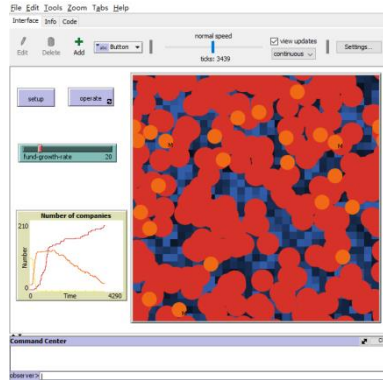 File Edit Tools Zoom Tabs Help
Interface Info Code
normal speed
view updates
Edit Delete Add Button ticks: 3439 continuous Settings...
setup operate
fund-growth-rate 20
Number of companies
210
Number
0
0 Time 4290
Command Center
observer>